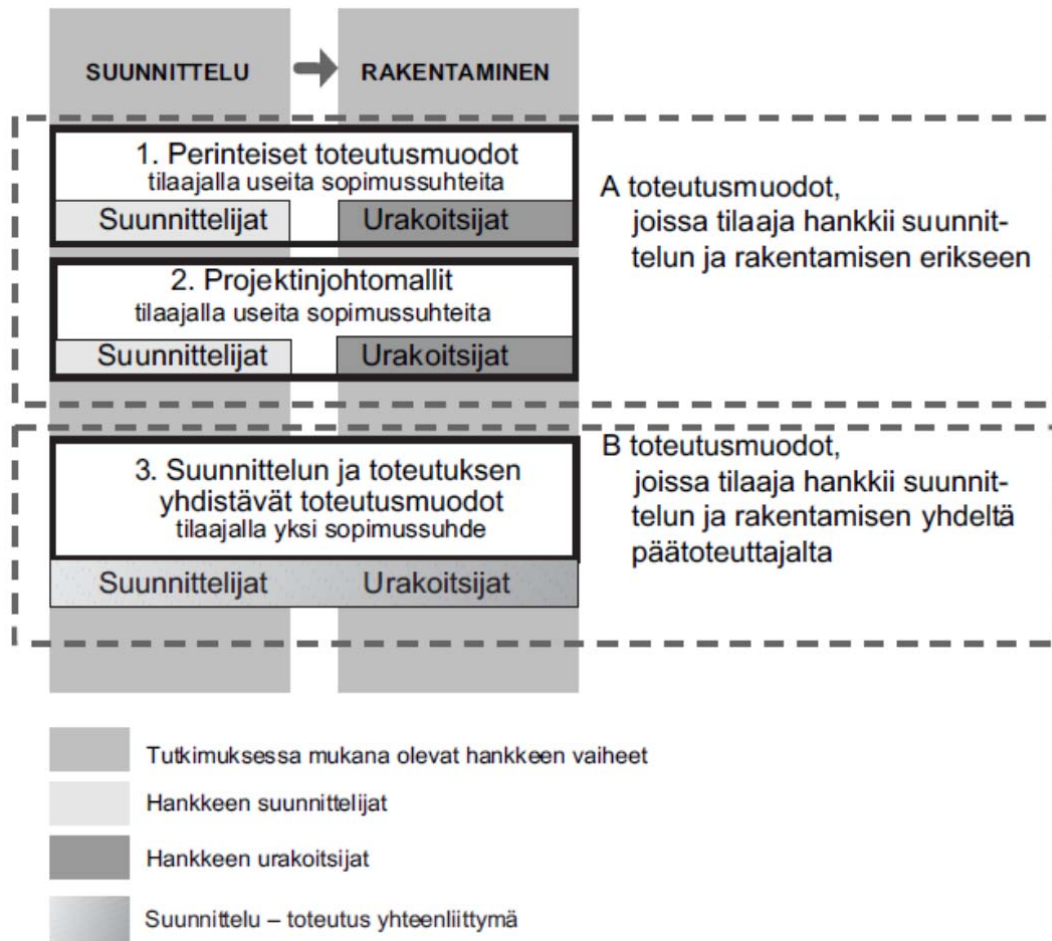 SUUNNITTELU
RAKENTAMINEN
1. Perinteiset toteutusmuodot
tilaajalla useita sopimussuhteita
Suunnittelijat
Urakoitsijat
2. Projektinjohtomallit
tilaajalla useita sopimussuhteita
Suunnittelijat
Urakoitsijat
A toteutusmuodot,
joissa tilaaja hankkii suunnit-
telun ja rakentamisen erikseen
3. Suunnittelun ja toteutuksen
yhdistävät toteutusmuodot
tilaajalla yksi sopimussuhde
Suunnittelijat
Urakoitsijat
B toteutusmuodot,
joissa tilaaja hankkii suunnit-
telun ja rakentamisen yhdeltä
päätoteuttajalta
Tutkimuksessa mukana olevat hankkeen vaiheet
Hankkeen suunnittelijat
Hankkeen urakoitsijat
Suunnittelu – toteutus yhteenliittymä